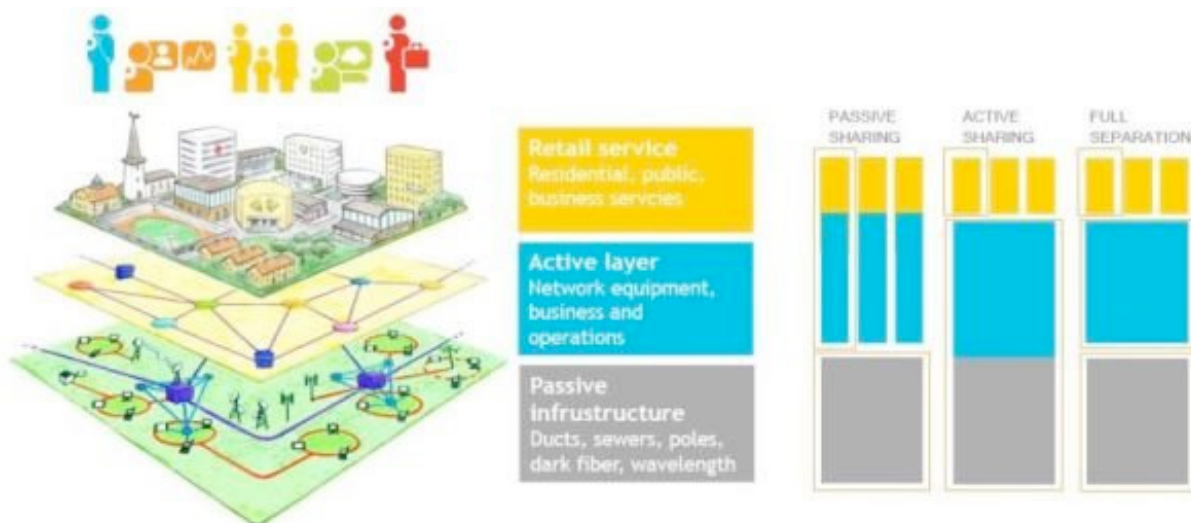 Retail service
Residential, public,
business servcies
Active layer
Network equipment,
business and
operations
Passive
infrustructure
Ducts, sewers, poles,
dark fiber, wavelength
PASSIVE
SHARING
ACTIVE
SHARING
FULL
SEPARATION